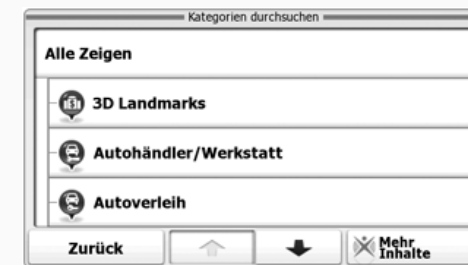 Kategorien durchsuchen
Alle Zeigen
3D Landmarks
Autohändler/Werkstatt
Autoverleih
Zurück
Mehr
Inhalte